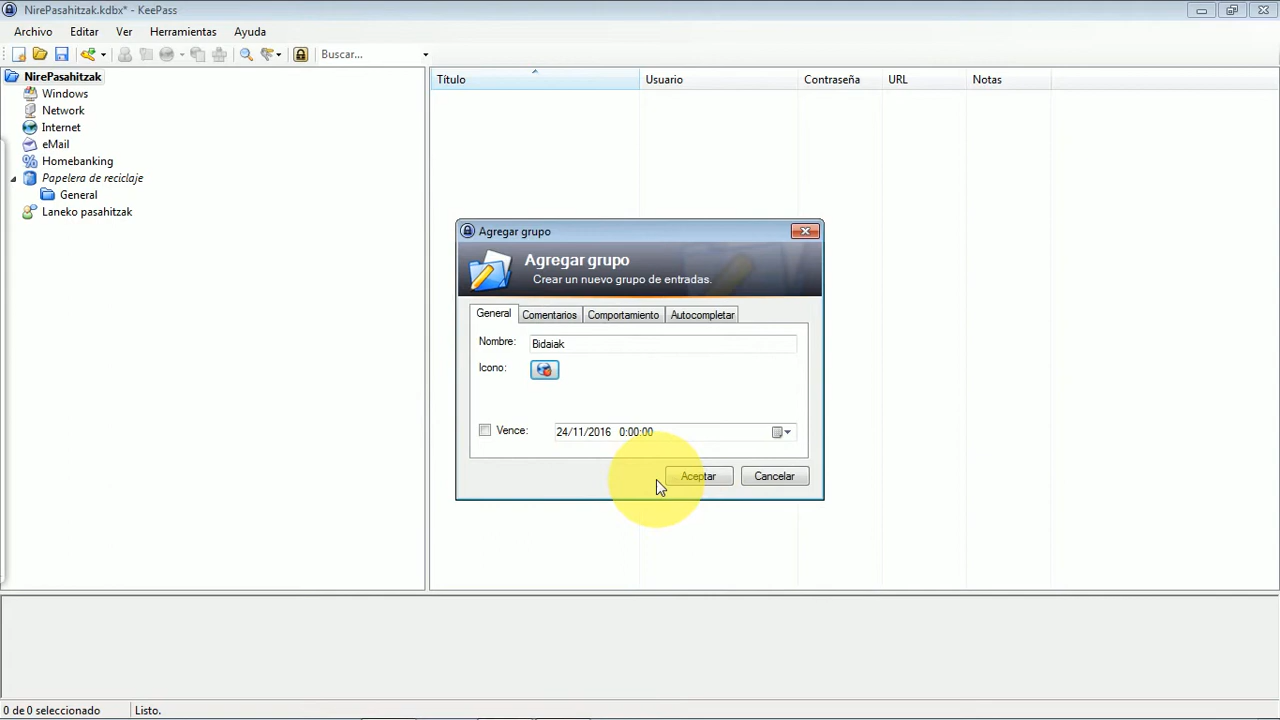 NirePasahitzak.kdbx* - KeePass
Archivo Editar Ver Herramientas Ayuda
Buscar...
NirePasahitzak
Windows
Network
Internet
eMail
Homebanking
Papelera de reciclaje
General
Laneko pasahitzak
Título Usuario Contraseña URL Notas
Agregar grupo
Agregar grupo
Crear un nuevo grupo de entradas.
General Comentarios Comportamiento Autocompletar
Nombre: Bidaiak
Icono:
Vence: 24/11/2016 0:00:00
Aceptar Cancelar
0 de 0 seleccionado Listo.